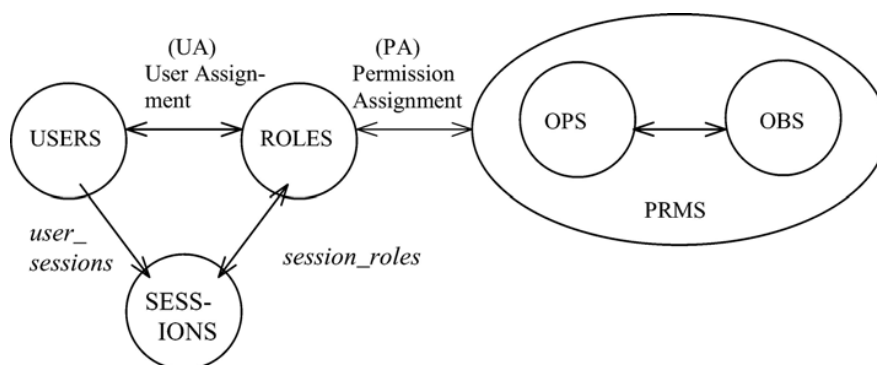 (UA)
User Assign-
ment
(PA)
Permission
Assignment
USERS
ROLES
OPS
OBS
PRMS
user_
sessions
session_roles
SESS-
IONS